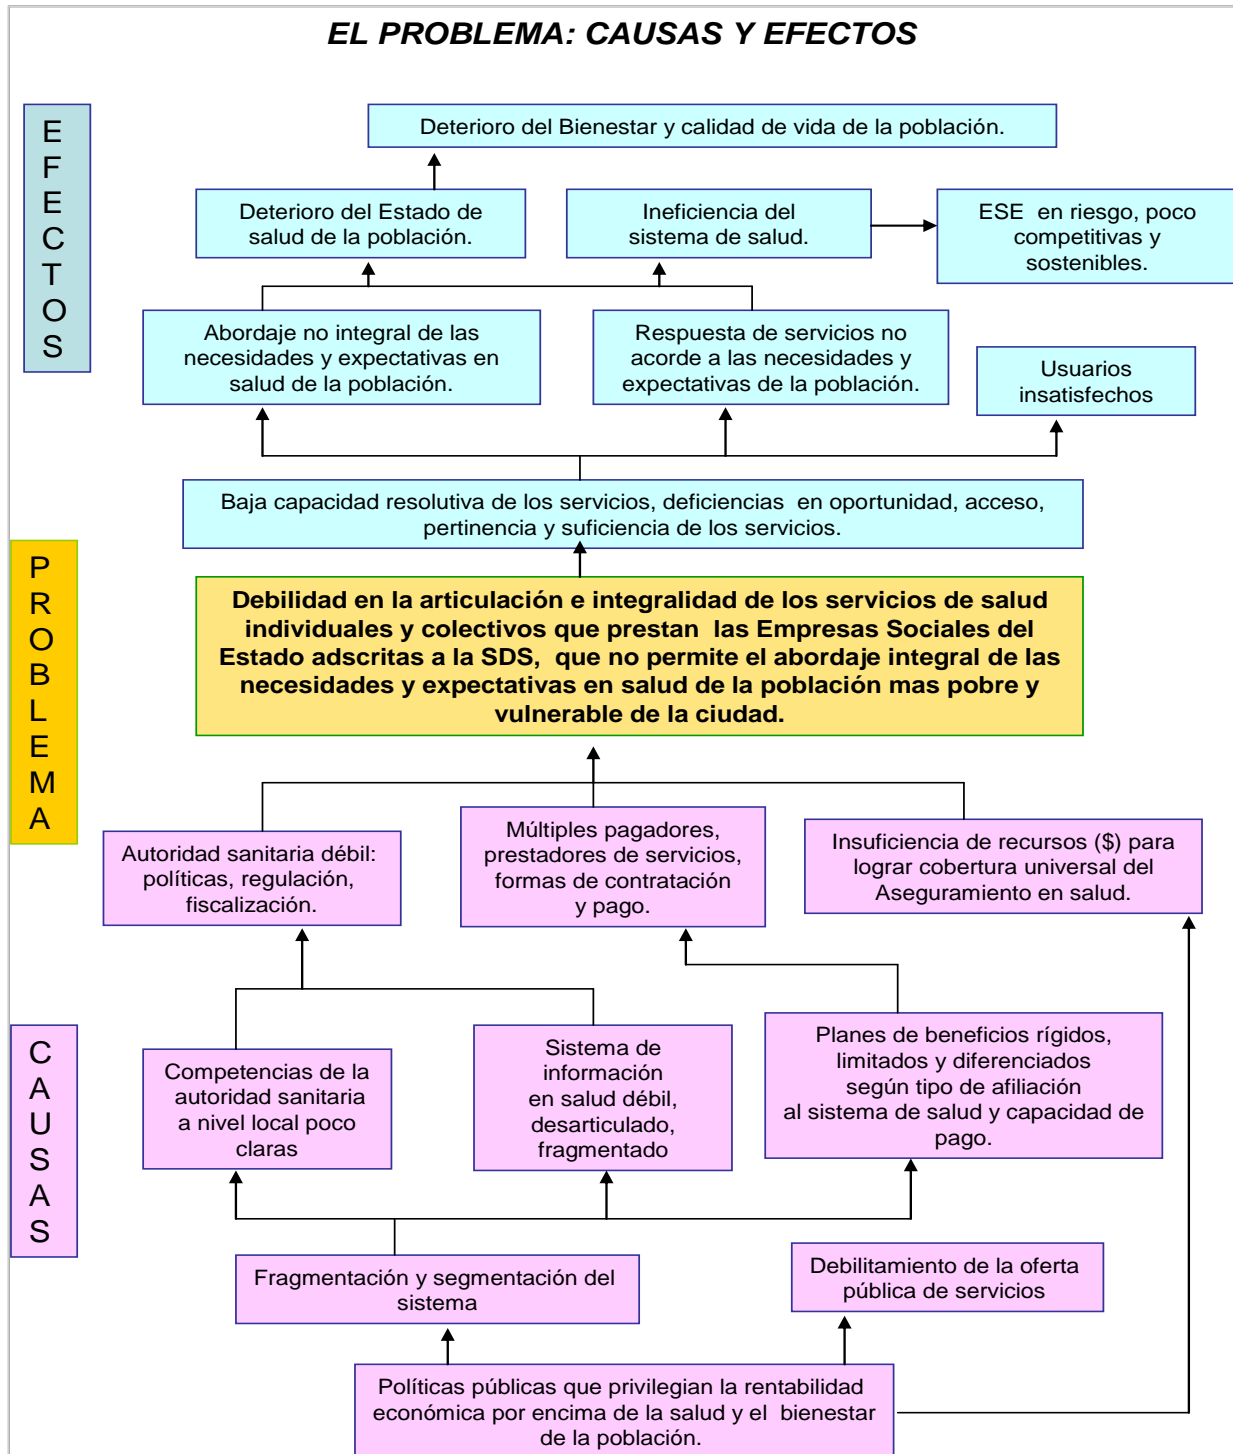 EL PROBLEMA: CAUSAS Y EFECTOS
EFECTOS
Deterioro del Bienestar y calidad de vida de la población.
Deterioro del Estado de
salud de la población.
Ineficiencia del
sistema de salud.
ESE en riesgo, poco
competitivas y
sostenibles.
Abordaje no integral de las
necesidades y expectativas en
salud de la población.
Respuesta de servicios no
acorde a las necesidades y
expectativas de la población.
Usuarios
insatisfechos
Baja capacidad resolutiva de los servicios, deficiencias en oportunidad, acceso,
pertinencia y suficiencia de los servicios.
PROBLEMA
Debilidad en la articulación e integralidad de los servicios de salud
individuales y colectivos que prestan las Empresas Sociales del
Estado adscritas a la SDS, que no permite el abordaje integral de las
necesidades y expectativas en salud de la población mas pobre y
vulnerable de la ciudad.
Autoridad sanitaria débil:
políticas, regulación,
fiscalización.
Múltiples pagadores,
prestadores de servicios,
formas de contratación
y pago.
Insuficiencia de recursos ($) para
lograr cobertura universal del
Aseguramiento en salud.
CAUSAS
Competencias de la
autoridad sanitaria
a nivel local poco
claras
Sistema de
información
en salud débil,
desarticulado,
fragmentado
Planes de beneficios rígidos,
limitados y diferenciados
según tipo de afiliación
al sistema de salud y capacidad de
pago.
Fragmentación y segmentación del
sistema
Debilitamiento de la oferta
pública de servicios
Políticas públicas que privilegian la rentabilidad
económica por encima de la salud y el bienestar
de la población.